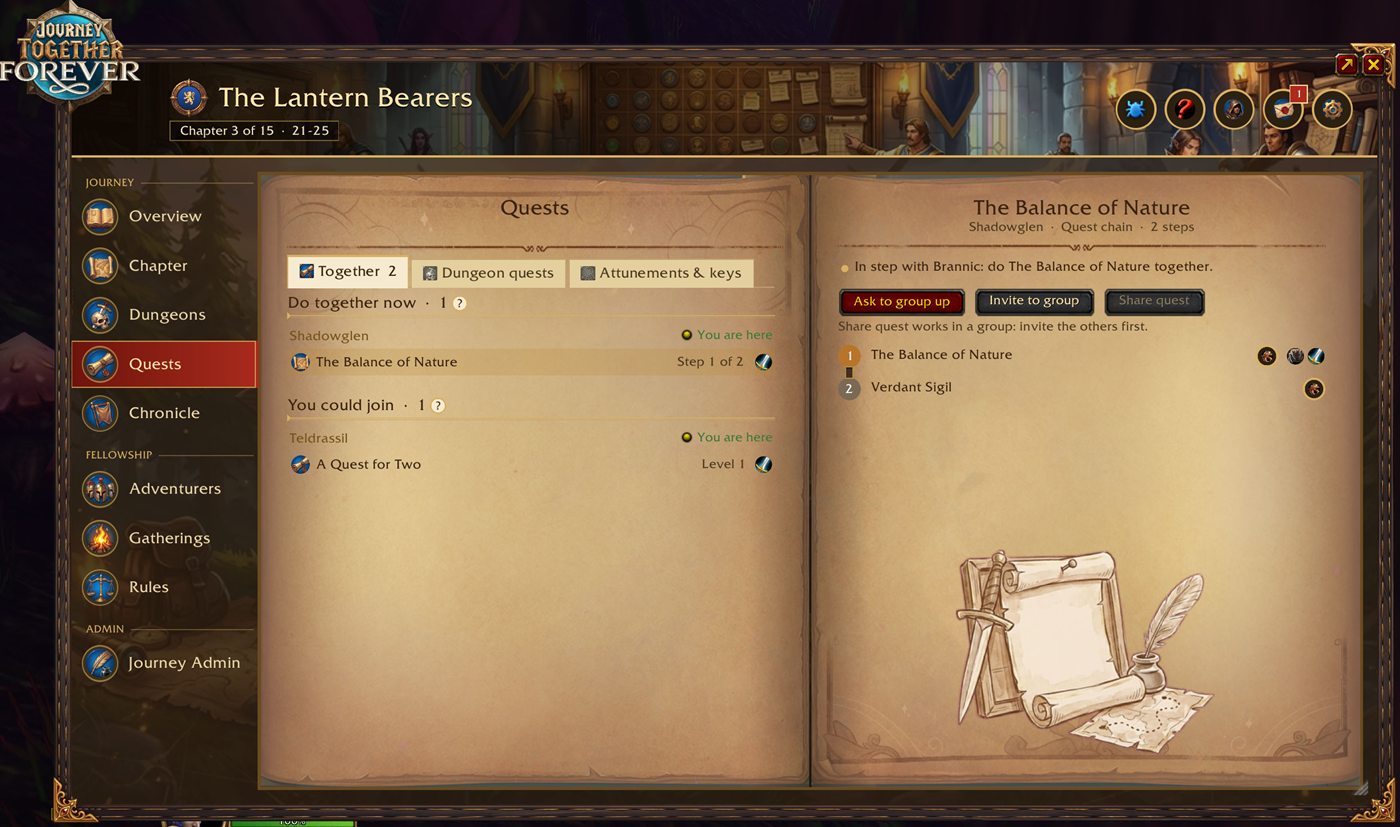 JOURNEY
TOGETHER
FOREVER
The Lantern Bearers
Chapter 3 of 15 · 21-25
1
JOURNEY
Overview
Chapter
Dungeons
Quests
Chronicle
FELLOWSHIP
Adventurers
Gatherings
Rules
ADMIN
Journey Admin
Quests
Together 2
Dungeon quests
Attunements & keys
Do together now · 1 ?
Shadowglen
You are here
The Balance of Nature
Step 1 of 2
You could join · 1 ?
Teldrassil
You are here
A Quest for Two
Level 1
The Balance of Nature
Shadowglen · Quest chain · 2 steps
In step with Brannic: do The Balance of Nature together.
Ask to group up
Invite to group
Share quest
Share quest works in a group: invite the others first.
1 The Balance of Nature
2 Verdant Sigil
100%